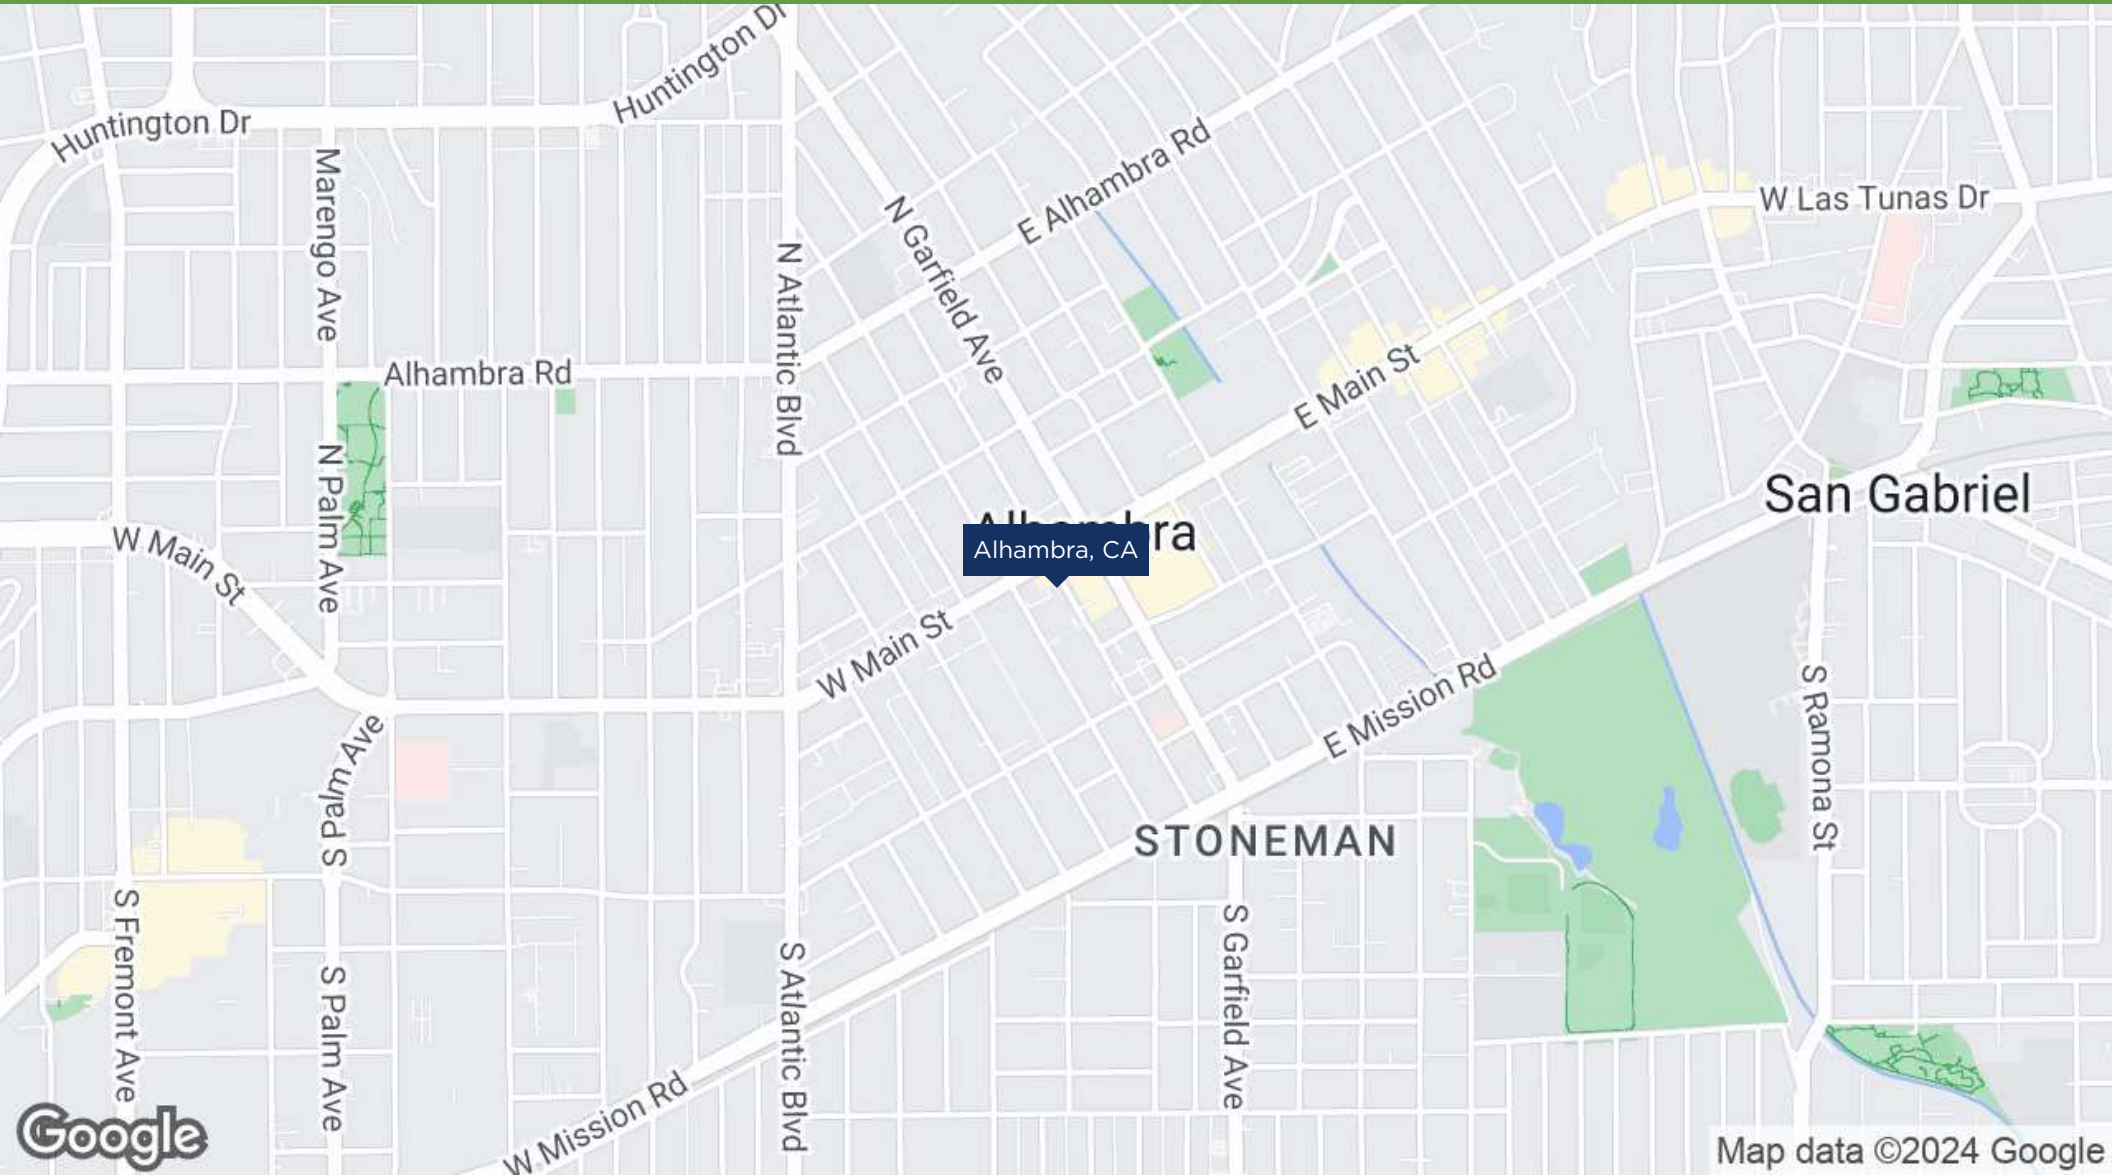 Huntington Dr
Huntington Dr
Marengo Ave
E Alhambra Rd
N Garfield Ave
N Atlantic Blvd
W Las Tunas Dr
Alhambra Rd
E Main St
N Palm Ave
W Main St
San Gabriel
Alhambra
Alhambra, CA
W Main St
E Mission Rd
S Ramona St
S Palm Ave
STONEMAN
S Fremont Ave
S Palm Ave
S Atlantic Blvd
S Garfield Ave
W Mission Rd
Google
Map data ©2024 Google